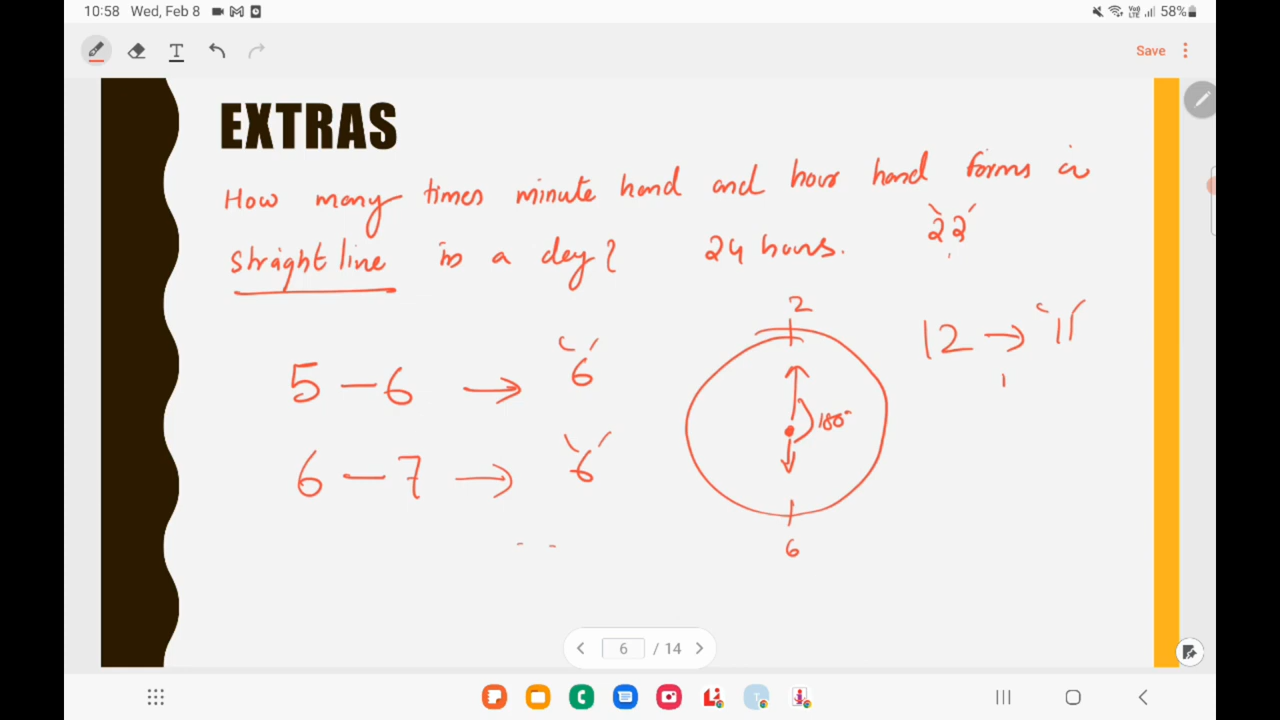 10:58 Wed, Feb 8
58%
T
Save
EXTRAS
How many times minute hand and hour hand forms in
straight line in a day? 24 hours.
22
5 – 6 → 6
2
12 → 11
180°
6 – 7 → 6
6
6 / 14